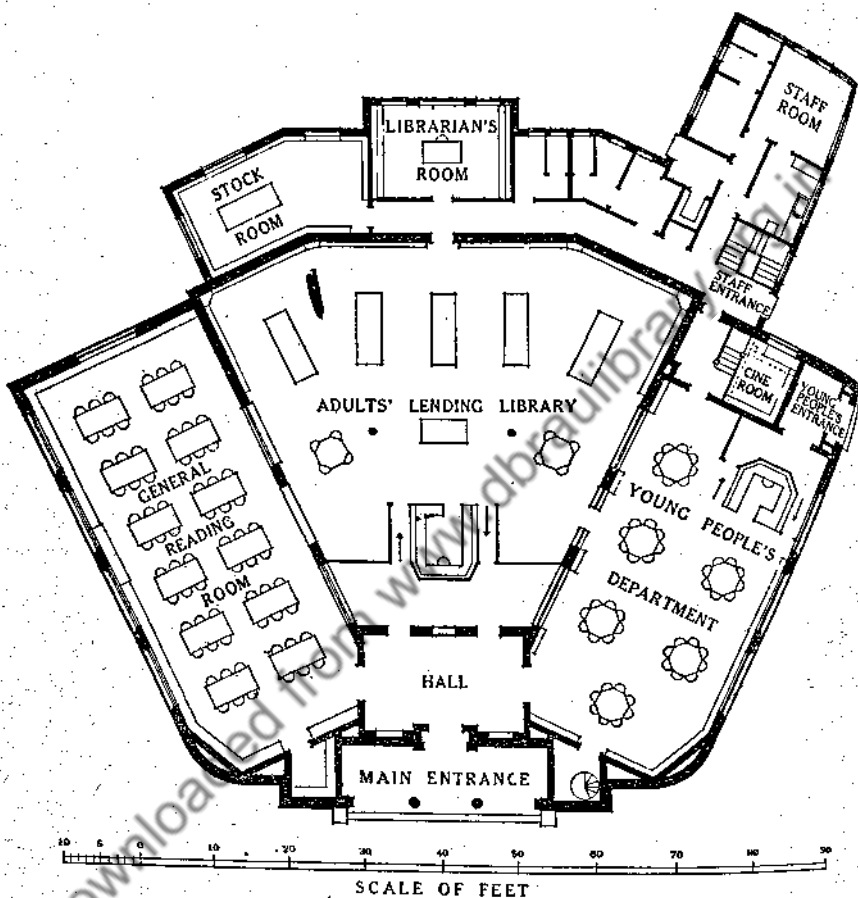 STAFF
ROOM
LIBRARIAN'S
ROOM
STOCK
ROOM
STAFF
ENTRANCE
CINE
ROOM
YOUNG
PEOPLE'S
ENTRANCE
ADULTS' LENDING LIBRARY
GENERAL
READING
ROOM
YOUNG PEOPLE'S
DEPARTMENT
HALL
MAIN ENTRANCE
10 5 0 10 20 30 40 50 60 70 80 90
SCALE OF FEET
Downloaded from www.dbraulibrary.org.in